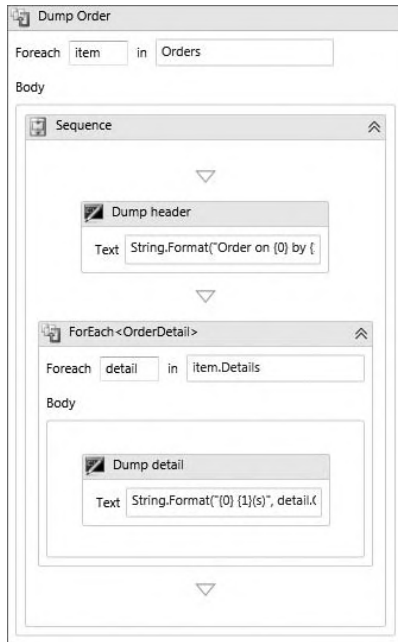 Dump Order
Foreach item in Orders
Body
Sequence
Dump header
Text String.Format("Order on {0} by {
ForEach<OrderDetail>
Foreach detail in item.Details
Body
Dump detail
Text String.Format("{0} {1}(s)", detail.(